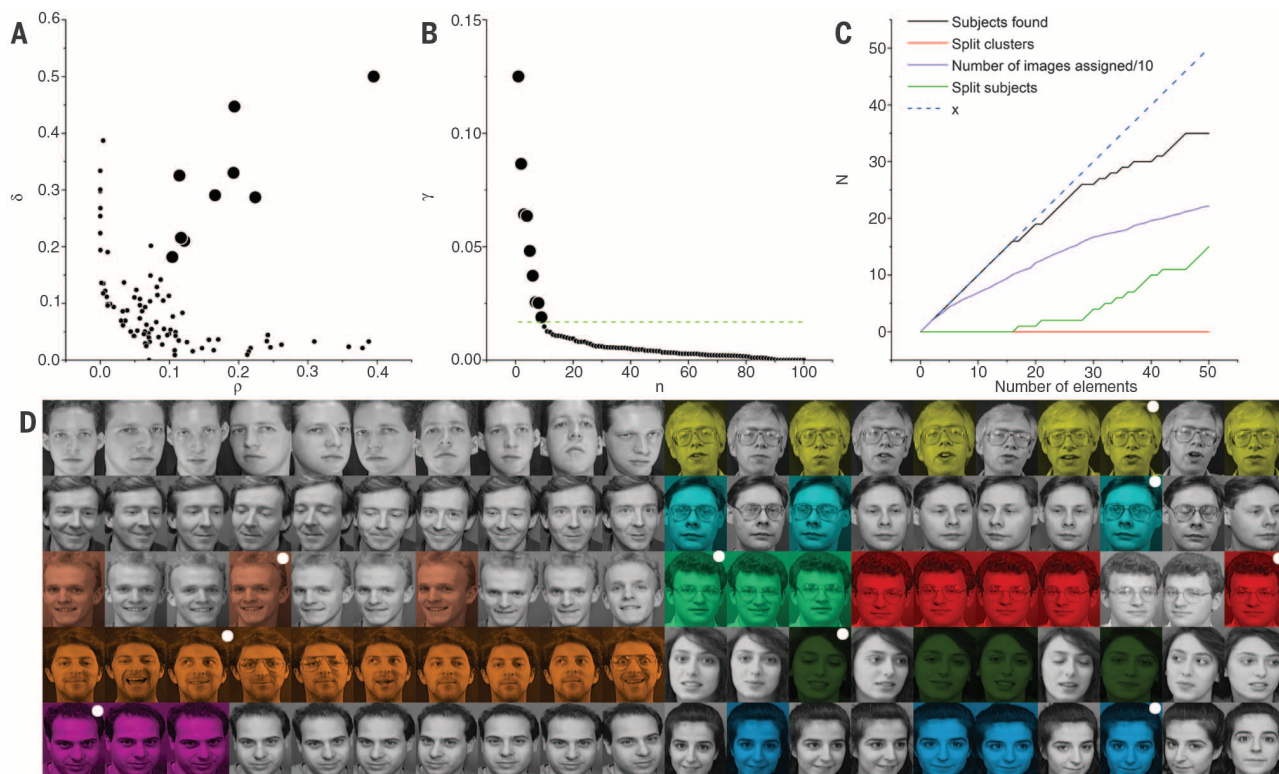 A
0.6
0.5
0.4
0.3
0.2
0.1
0.0
δ
0.0
0.1
0.2
0.3
0.4
ρ
B
0.15
0.10
0.05
0.00
γ
0
20
40
60
80
100
n
C
Subjects found
Split clusters
Number of images assigned/10
Split subjects
x
50
40
30
20
10
0
N
0
10
20
30
40
50
Number of elements
D